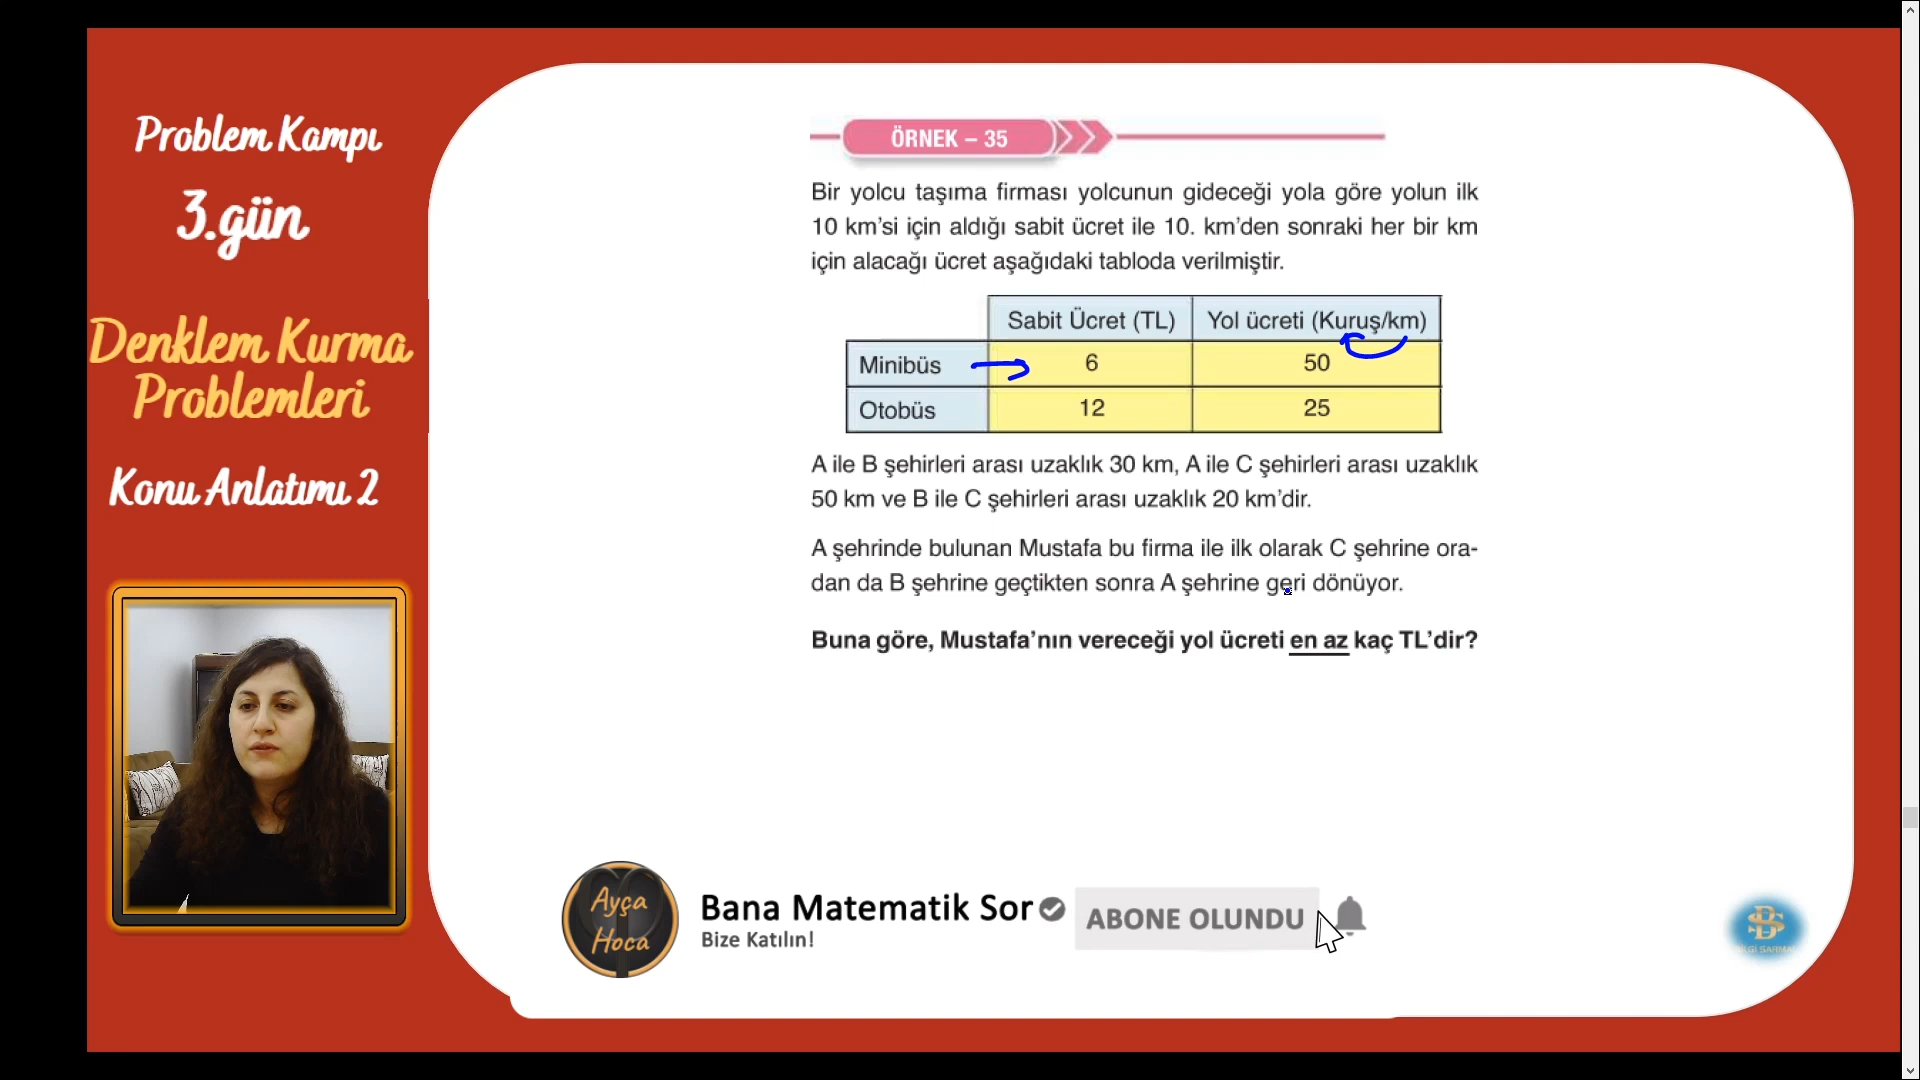 Problem Kampı
3.gün
Denklem Kurma
Problemleri
Konu Anlatımı 2
ÖRNEK – 35
Bir yolcu taşıma firması yolcunun gideceği yola göre yolun ilk
10 km'si için aldığı sabit ücret ile 10. km'den sonraki her bir km
için alacağı ücret aşağıdaki tabloda verilmiştir.
Sabit Ücret (TL) Yol ücreti (Kuruş/km)
Minibüs 6 50
Otobüs 12 25
A ile B şehirleri arası uzaklık 30 km, A ile C şehirleri arası uzaklık
50 km ve B ile C şehirleri arası uzaklık 20 km'dir.
A şehrinde bulunan Mustafa bu firma ile ilk olarak C şehrine ora-
dan da B şehrine geçtikten sonra A şehrine geri dönüyor.
Buna göre, Mustafa'nın vereceği yol ücreti en az kaç TL'dir?
Ayça
Hoca
Bana Matematik Sor
Bize Katılın!
ABONE OLUNDU